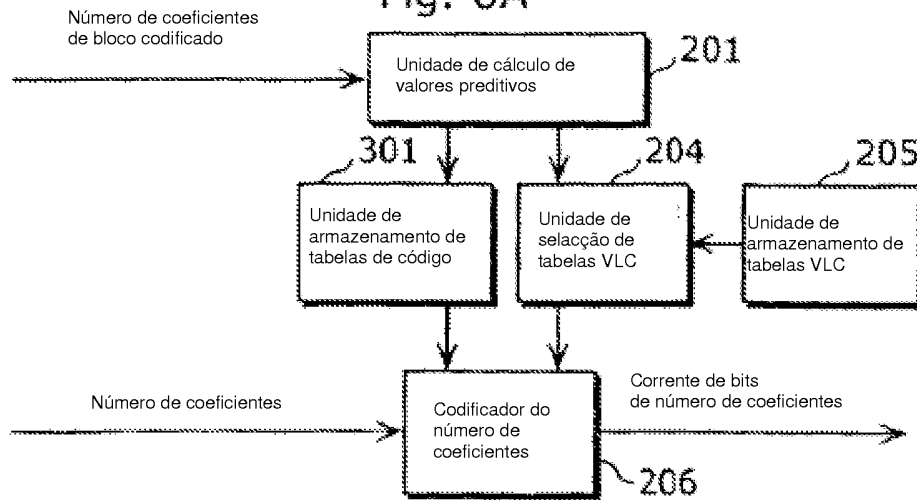 Fig. 6A
Número de coeficientes
de bloco codificado
Unidade de cálculo de
valores preditivos
201
301
204
205
Unidade de
armazenamento de
tabelas de código
Unidade de
selacção de
tabelas VLC
Unidade de
armazenamento de
tabelas VLC
Número de coeficientes
Codificador do
número de
coeficientes
Corrente de bits
de número de coeficientes
206